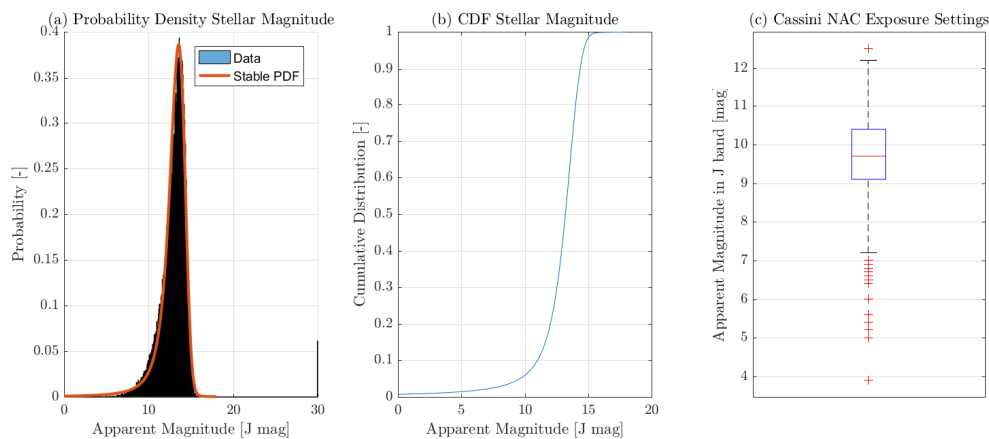 (a) Probability Density Stellar Magnitude
0.4
0.35
0.3
0.25
0.2
0.15
0.1
0.05
0
Probability [-]
Data
Stable PDF
0 10 20 30
Apparent Magnitude [J mag]
(b) CDF Stellar Magnitude
1
0.9
0.8
0.7
0.6
0.5
0.4
0.3
0.2
0.1
0
Cumulative Distribution [-]
0 5 10 15 20
Apparent Magnitude [J mag]
(c) Cassini NAC Exposure Settings
12
11
10
9
8
7
6
5
4
Apparent Magnitude in J band [mag]